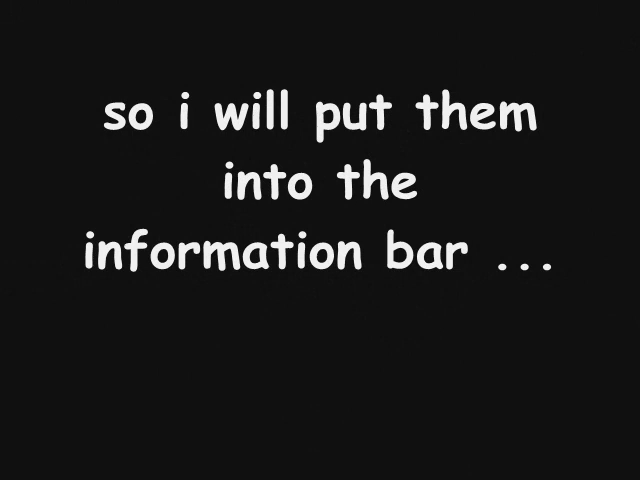 so i will put them
into the
information bar ...